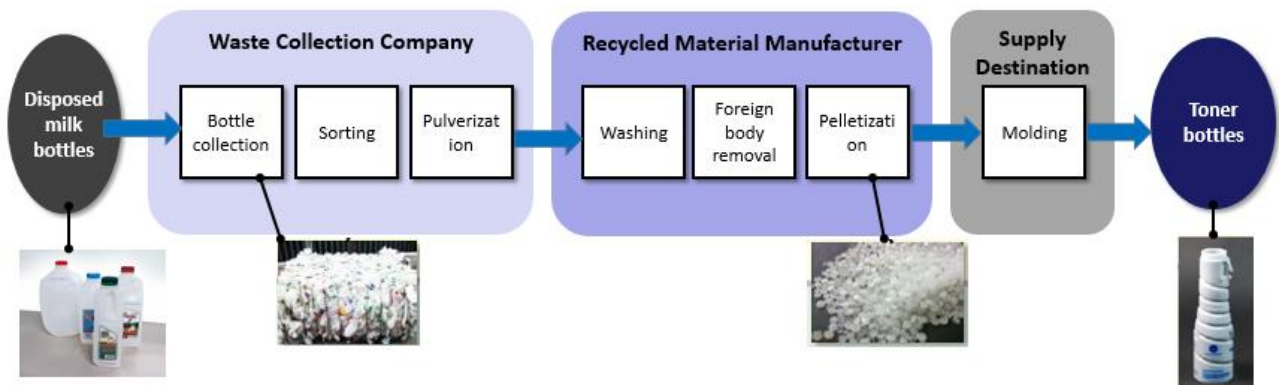 Waste Collection Company
Recycled Material Manufacturer
Supply
Destination
Disposed
milk
bottles
Bottle
collection
Sorting
Pulverizat
ion
Washing
Foreign
body
removal
Pelletizati
on
Molding
Toner
bottles